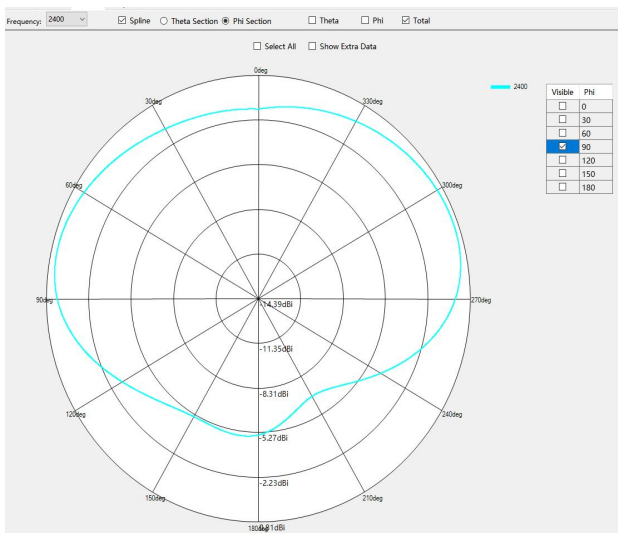 Frequency: 2400 Spline Theta Section Phi Section Theta Phi Total
Select All Show Extra Data
0deg
2400
Visible Phi
0
30
60
90
120
150
180
30deg 330deg
60deg 300deg
90deg 270deg
-14.39dBi
-11.35dBi
-8.31dBi
120deg 240deg
-5.27dBi
-2.23dBi
150deg 210deg
180deg 0.81dBi